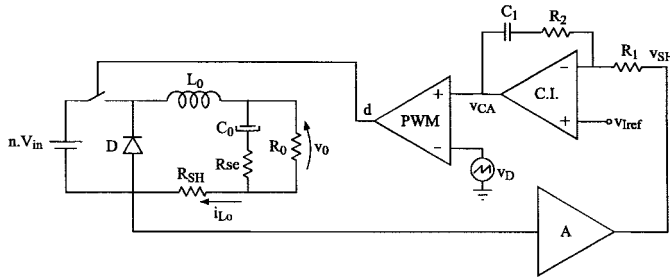 C1
R2
R1
vSH
L0
d
+
PWM
−
vCA
−
C.I.
+
vIref
n.Vin
D
C0
Rse
R0
v0
RSH
iLo
vD
A